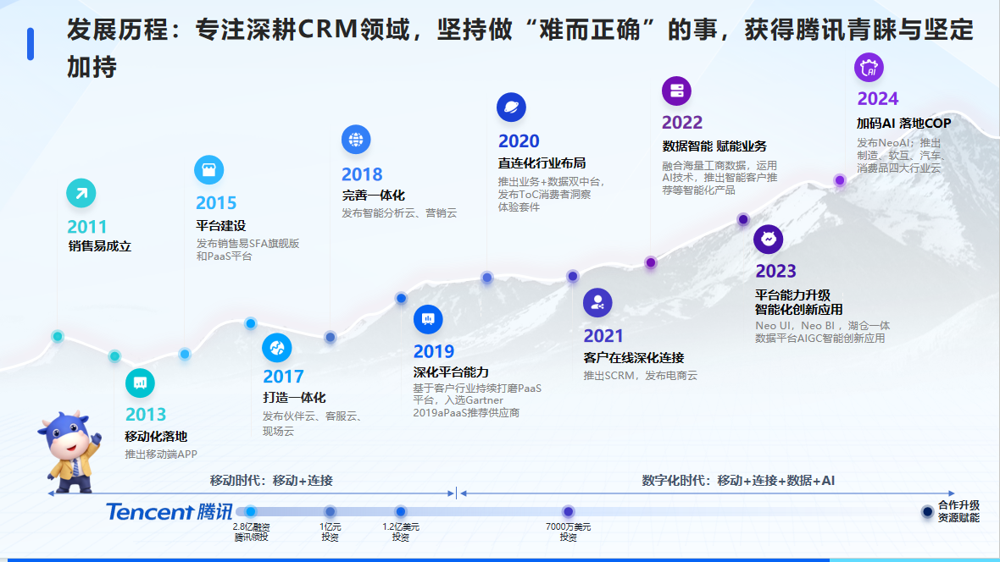 发展历程：专注深耕CRM领域，坚持做“难而正确”的事，获得腾讯青睐与坚定
加持
2011
销售易成立
2013
移动化落地
推出移动端APP
2015
平台建设
发布销售易SFA旗舰版
和PaaS平台
2017
打造一体化
发布伙伴云、客服云、
现场云
2018
完善一体化
发布智能分析云、营销云
2019
深化平台能力
基于客户行业持续打磨PaaS
平台，入选Gartner
2019aPaaS推荐供应商
2020
直连化行业布局
推出业务+数据双中台，
发布ToC消费者洞察
体验套件
2021
客户在线深化连接
推出SCRM，发布电商云
2022
数据智能 赋能业务
融合海量工商数据，运用
AI技术，推出智能客户推
荐等智能化产品
2023
平台能力升级
智能化创新应用
Neo UI，Neo BI ，湖仓一体
数据平台AIGC智能创新应用
AI
2024
加码AI 落地COP
发布NeoAI；推出
制造、软互、汽车、
消费品四大行业云
移动时代：移动+连接
数字化时代：移动+连接+数据+AI
Tencent 腾讯
2.8亿融资
腾讯领投
1亿元
投资
1.2亿美元
投资
7000万美元
投资
合作升级
资源赋能